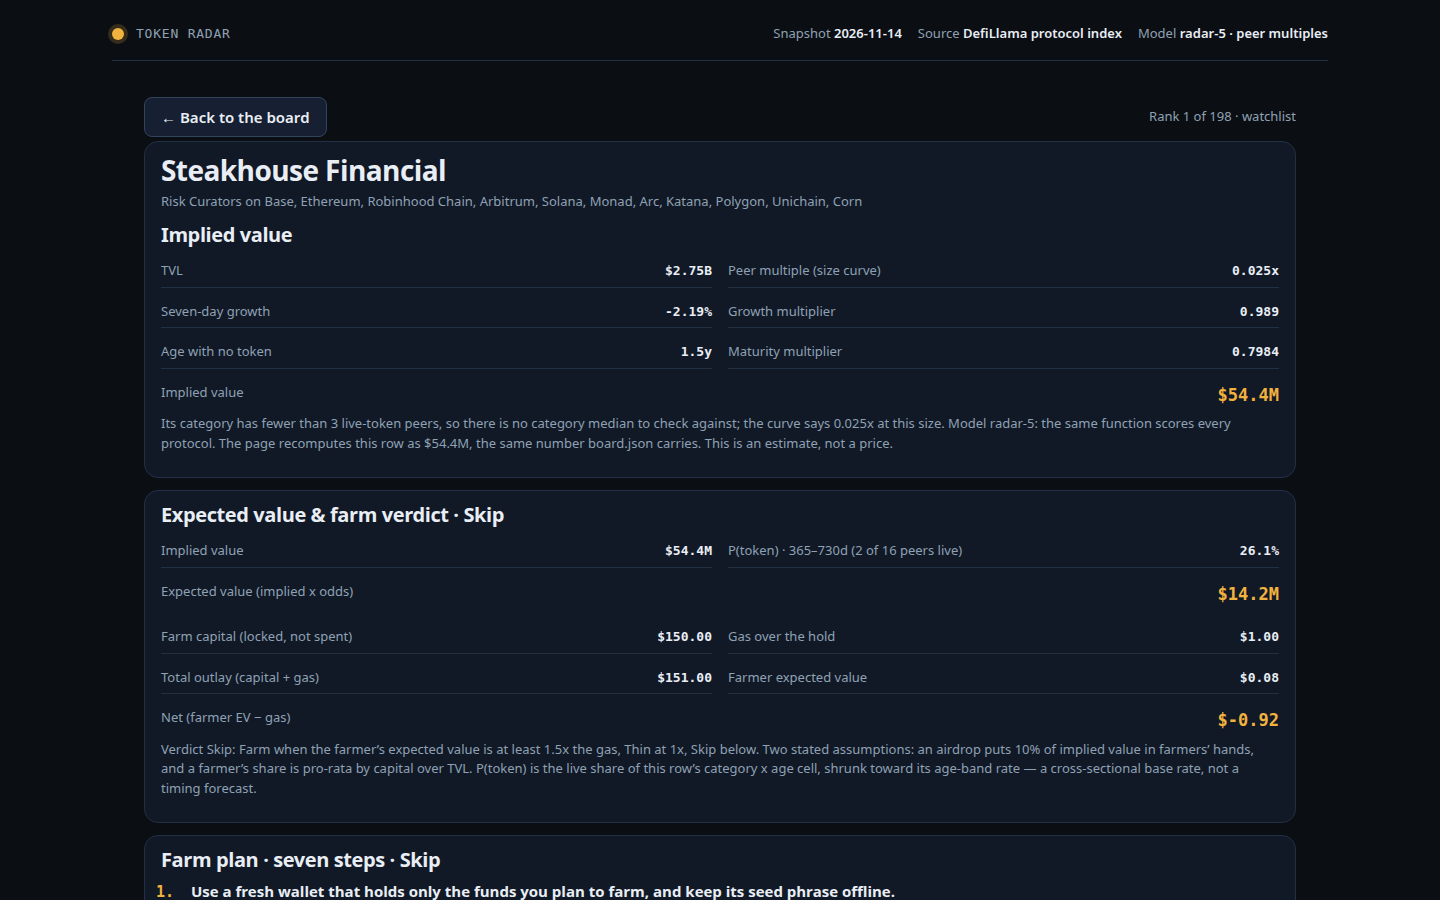 TOKEN RADAR
Snapshot 2026-11-14 Source DefiLlama protocol index Model radar-5 · peer multiples
← Back to the board
Rank 1 of 198 · watchlist
Steakhouse Financial
Risk Curators on Base, Ethereum, Robinhood Chain, Arbitrum, Solana, Monad, Arc, Katana, Polygon, Unichain, Corn
Implied value
TVL $2.75B
Peer multiple (size curve) 0.025x
Seven-day growth -2.19%
Growth multiplier 0.989
Age with no token 1.5y
Maturity multiplier 0.7984
Implied value $54.4M
Its category has fewer than 3 live-token peers, so there is no category median to check against; the curve says 0.025x at this size. Model radar-5: the same function scores every
protocol. The page recomputes this row as $54.4M, the same number board.json carries. This is an estimate, not a price.
Expected value & farm verdict · Skip
Implied value $54.4M
P(token) · 365–730d (2 of 16 peers live) 26.1%
Expected value (implied x odds) $14.2M
Farm capital (locked, not spent) $150.00
Gas over the hold $1.00
Total outlay (capital + gas) $151.00
Farmer expected value $0.08
Net (farmer EV − gas) $-0.92
Verdict Skip: Farm when the farmer’s expected value is at least 1.5x the gas, Thin at 1x, Skip below. Two stated assumptions: an airdrop puts 10% of implied value in farmers’ hands,
and a farmer’s share is pro-rata by capital over TVL. P(token) is the live share of this row’s category x age cell, shrunk toward its age-band rate — a cross-sectional base rate, not a
timing forecast.
Farm plan · seven steps · Skip
1. Use a fresh wallet that holds only the funds you plan to farm, and keep its seed phrase offline.